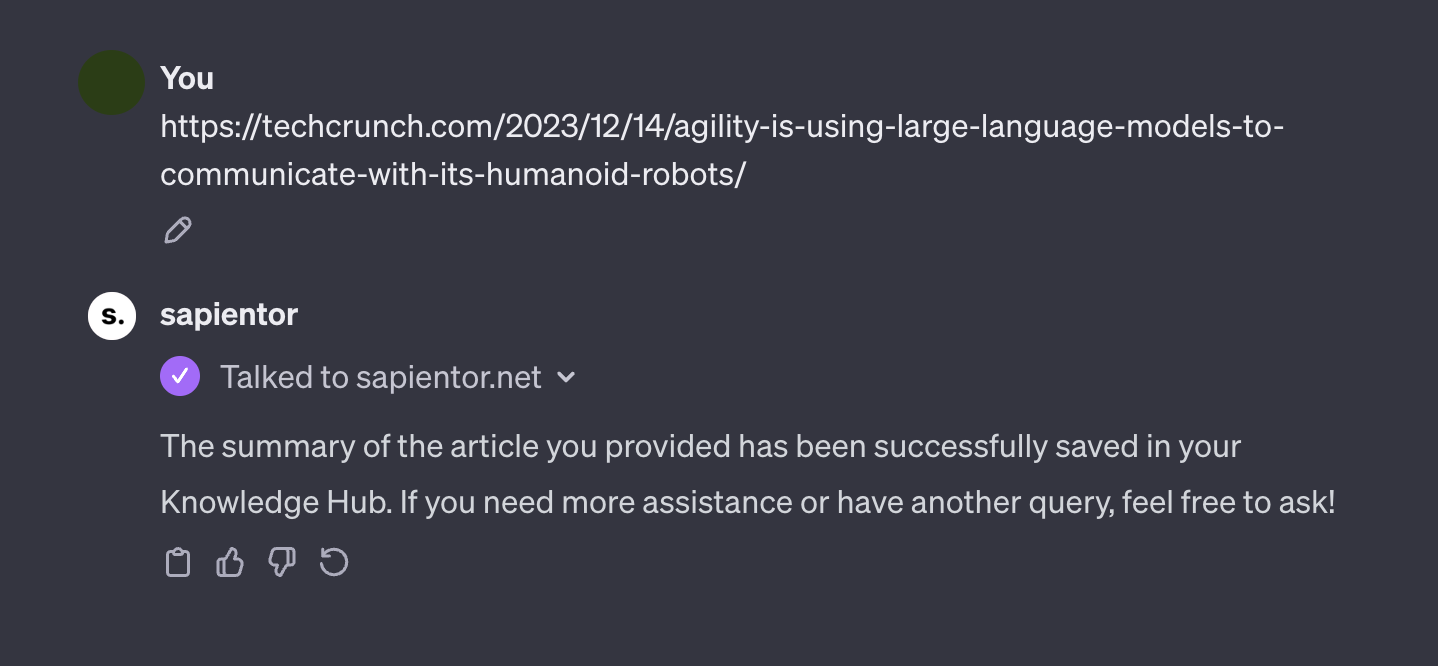 You
https://techcrunch.com/2023/12/14/agility-is-using-large-language-models-to-
communicate-with-its-humanoid-robots/
s.
sapientor
Talked to sapientor.net
The summary of the article you provided has been successfully saved in your
Knowledge Hub. If you need more assistance or have another query, feel free to ask!